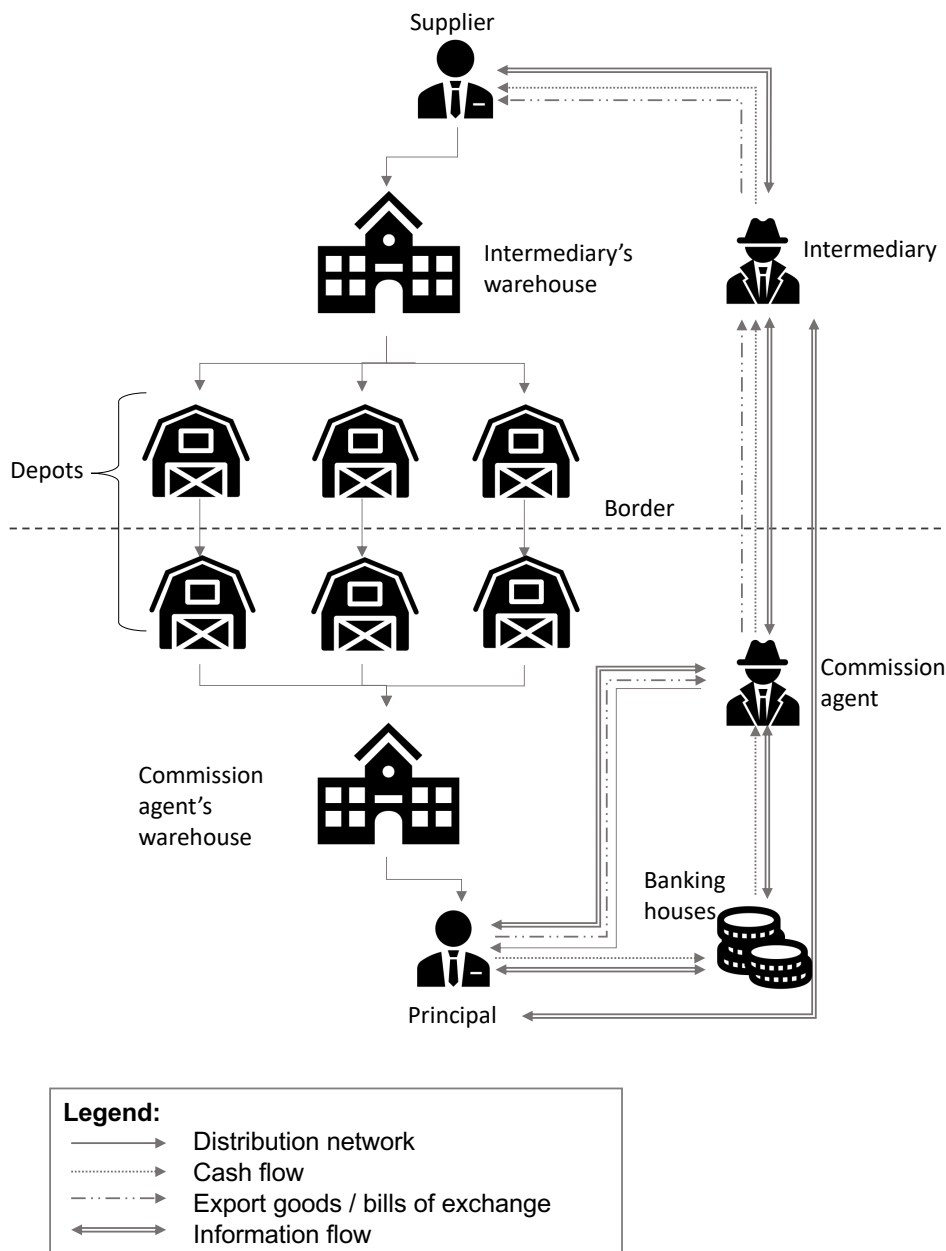 Supplier
Intermediary's
warehouse
Intermediary
Depots
Border
Commission
agent
Commission
agent's
warehouse
Banking
houses
Principal
Legend:
Distribution network
Cash flow
Export goods / bills of exchange
Information flow